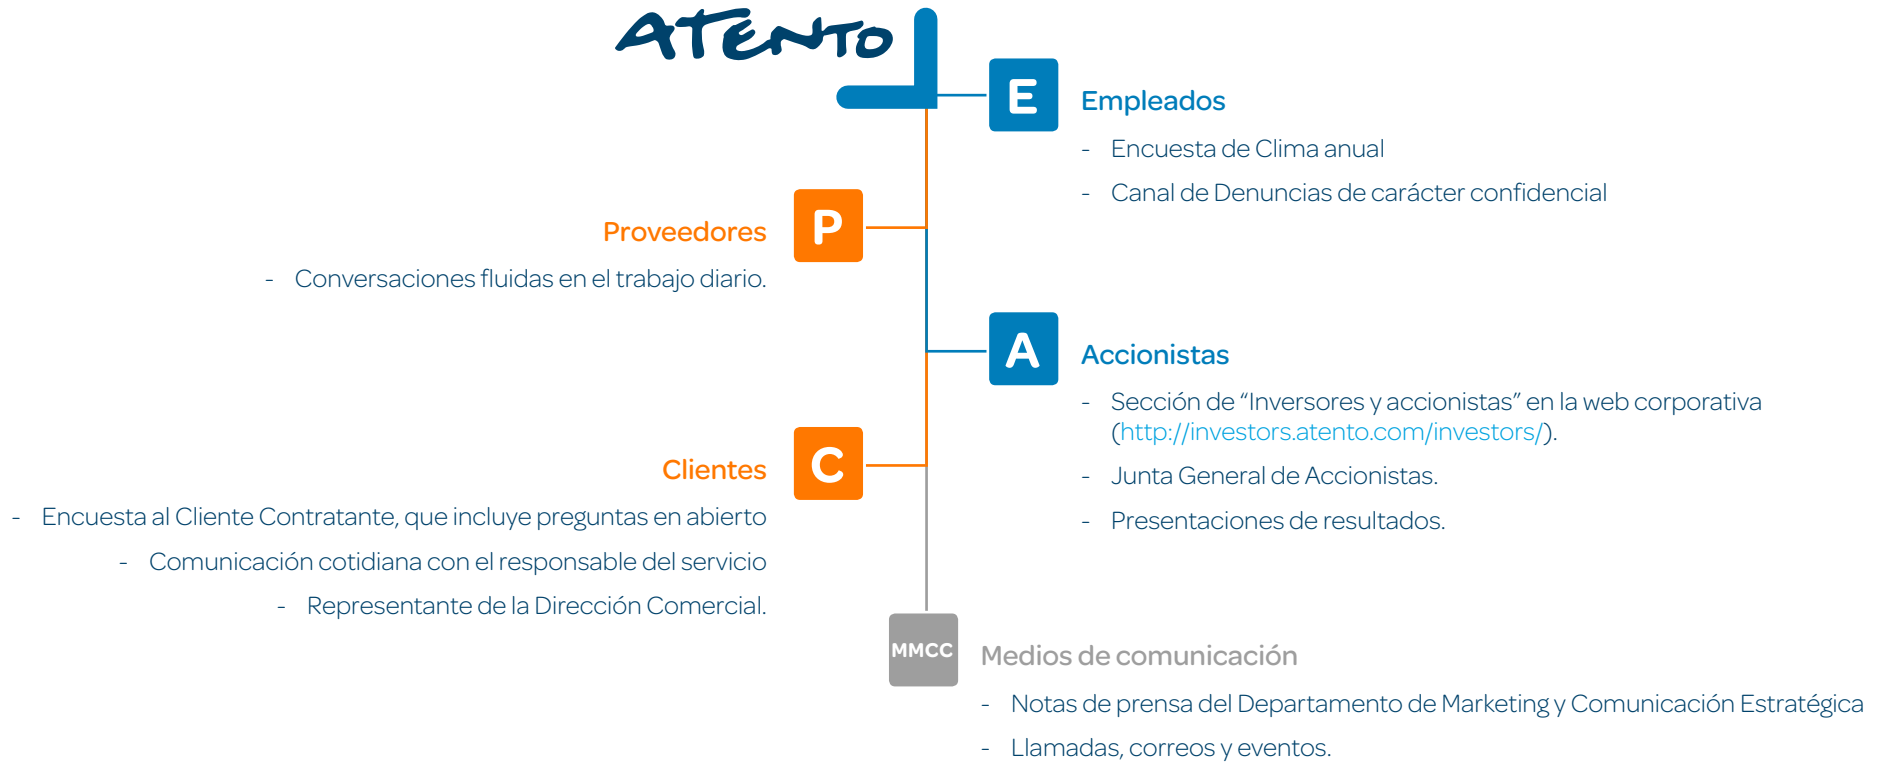 ATENTO
E
Empleados
- Encuesta de Clima anual
- Canal de Denuncias de carácter confidencial
P
Proveedores
- Conversaciones fluidas en el trabajo diario.
A
Accionistas
- Sección de “Inversores y accionistas” en la web corporativa
(http://investors.atento.com/investors/).
- Junta General de Accionistas.
- Presentaciones de resultados.
C
Clientes
- Encuesta al Cliente Contratante, que incluye preguntas en abierto
- Comunicación cotidiana con el responsable del servicio
- Representante de la Dirección Comercial.
MMCC
Medios de comunicación
- Notas de prensa del Departamento de Marketing y Comunicación Estratégica
- Llamadas, correos y eventos.